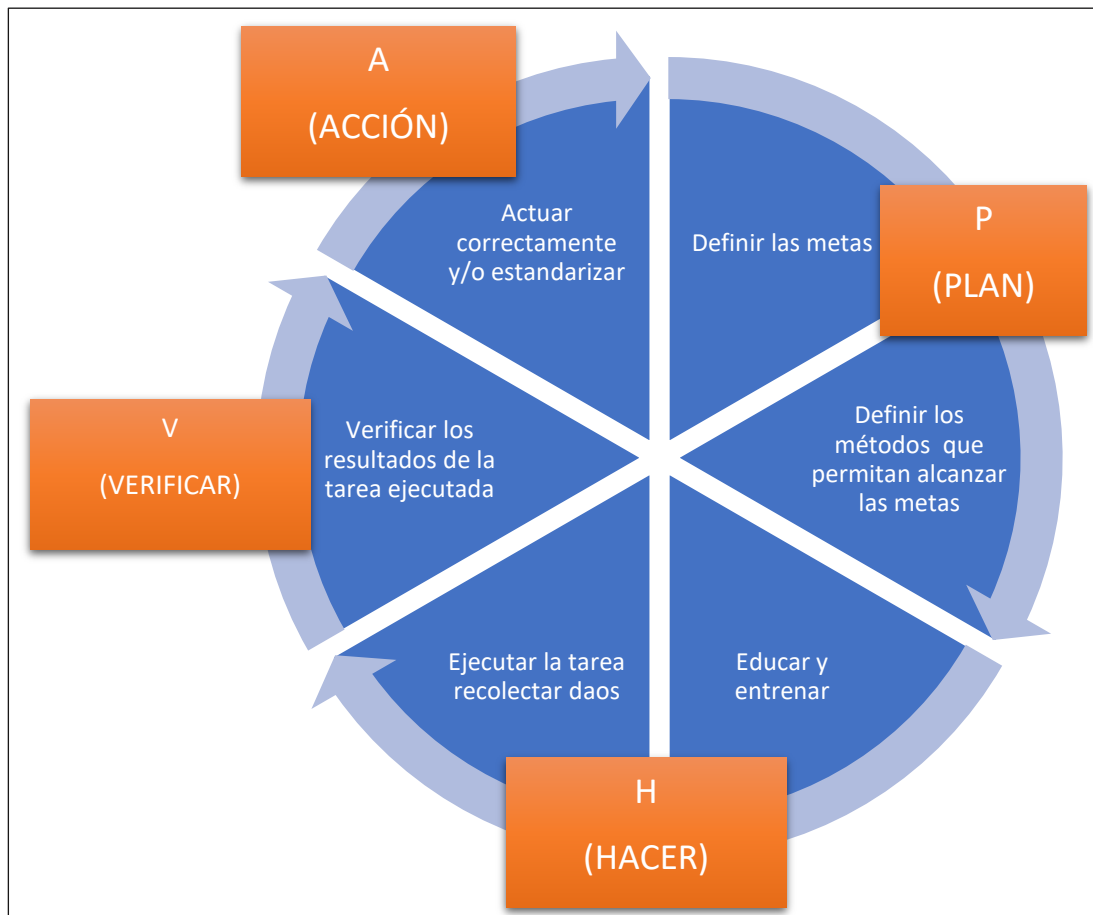 A
(ACCIÓN)
P
(PLAN)
Actuar
correctamente
y/o estandarizar
Definir las metas
Definir los
métodos  que
permitan alcanzar
las metas
V
(VERIFICAR)
Verificar los
resultados de la
tarea ejecutada
Ejecutar la tarea
recolectar daos
Educar y
entrenar
H
(HACER)